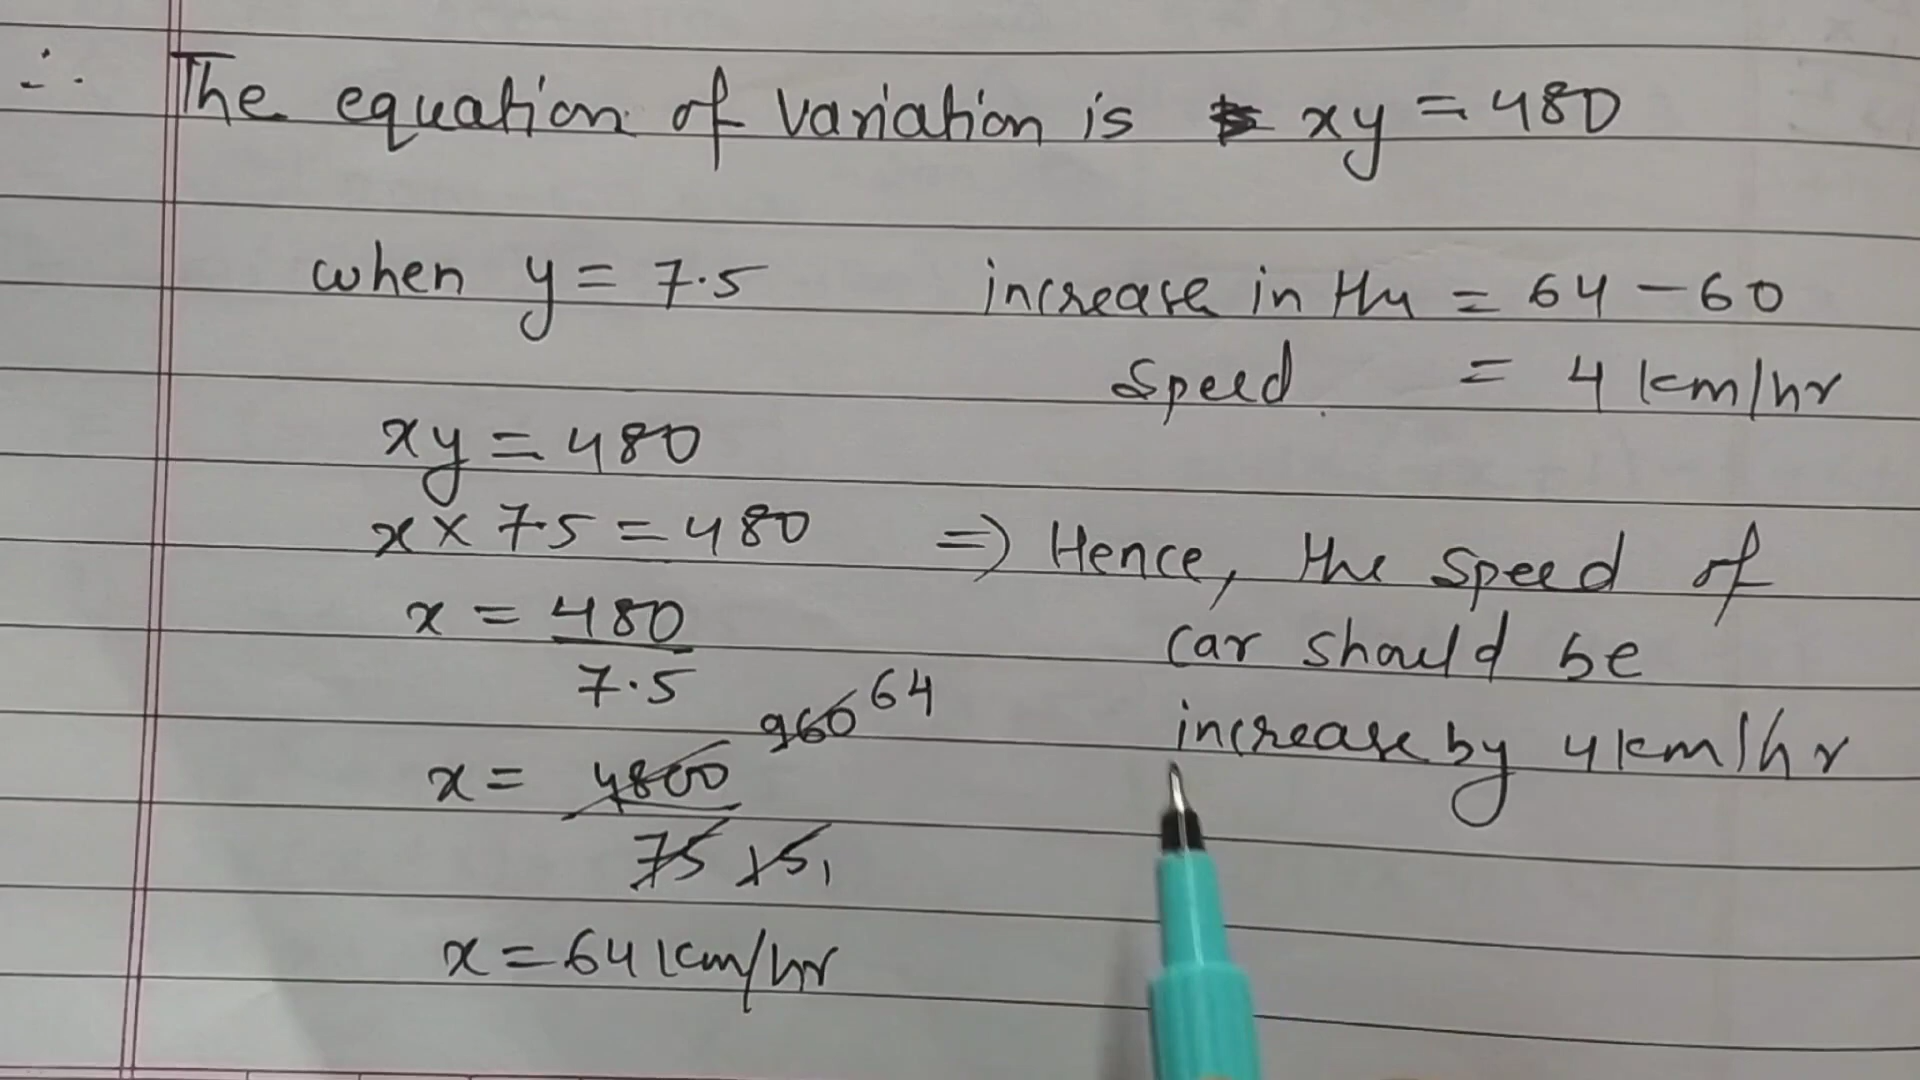 ∴ The equation of variation is xy = 480
when y = 7.5
xy = 480
x × 7.5 = 480
x = 480
7.5
x = 4800 960 64
75 15 1
x = 64 km/hr
increase in the = 64 - 60
speed = 4 km/hr
⇒ Hence, the speed of
car should be
increase by 4 km/hr